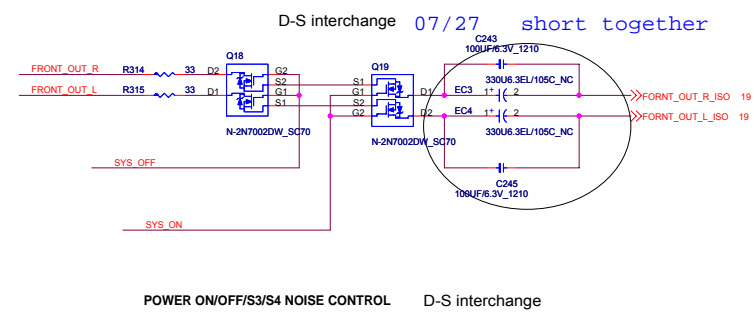 D-S interchange 07/27 short together
C243
100UF/6.3V_1210
Q18
Q19
FRONT_OUT_R R314 33 D2 G2
S2 S1
330U6.3EL/105C_NC
FRONT_OUT_L R315 33 D1 G1 G1 D1 EC3 1+ 2 FORNT_OUT_R_ISO 19
S1 S2
G2 D2 EC4 1+ 2 FORNT_OUT_L_ISO 19
N-2N7002DW_SC70
N-2N7002DW_SC70
330U6.3EL/105C_NC
SYS_OFF
C245
100UF/6.3V_1210
SYS_ON
POWER ON/OFF/S3/S4 NOISE CONTROL D-S interchange